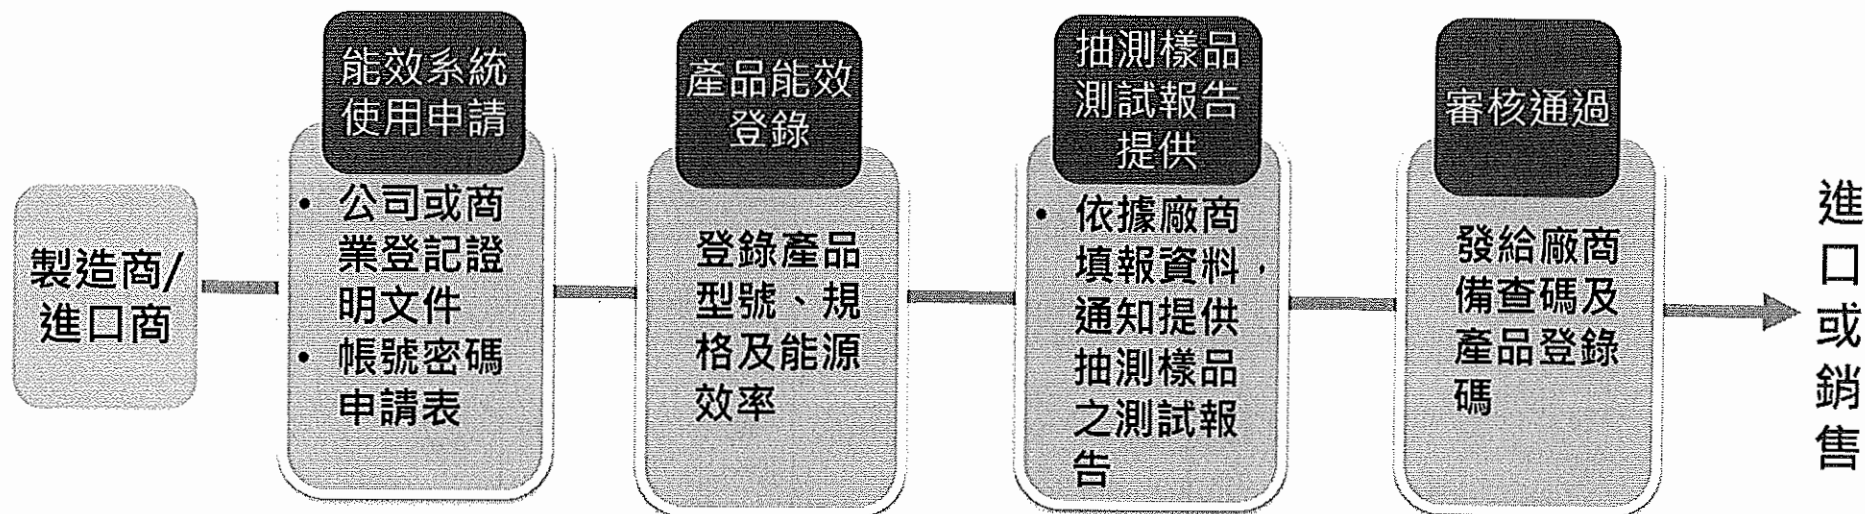 製造商/
進口商
能效系統
使用申請
• 公司或商
業登記證
明文件
• 帳號密碼
申請表
產品能效
登錄
登錄產品
型號、規
格及能源
效率
抽測樣品
測試報告
提供
• 依據廠商
填報資料，
通知提供
抽測樣品
之測試報
告
審核通過
發給廠商
備查碼及
產品登錄
碼
進口或銷售